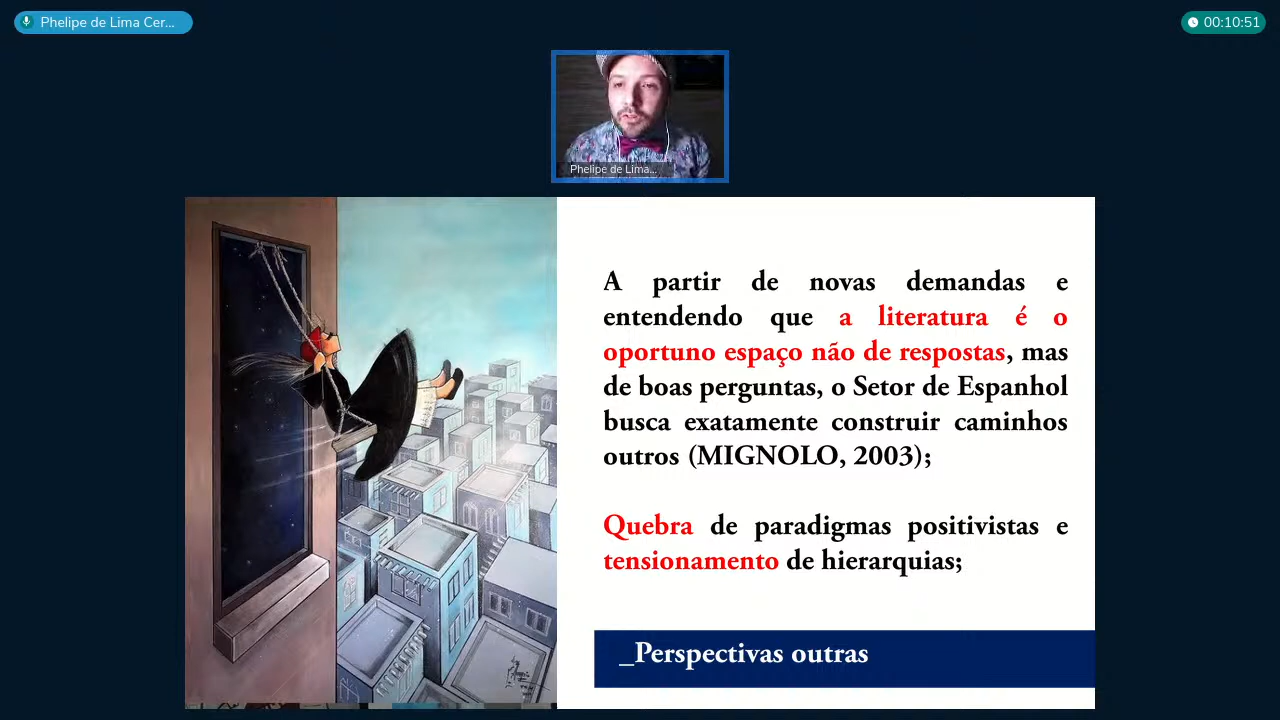 Phelipe de Lima Cer...
00:10:51
Phelipe de Lima...
A partir de novas demandas e
entendendo que a literatura é o
oportuno espaço não de respostas, mas
de boas perguntas, o Setor de Espanhol
busca exatamente construir caminhos
outros (MIGNOLO, 2003);
Quebra de paradigmas positivistas e
tensionamento de hierarquias;
_Perspectivas outras